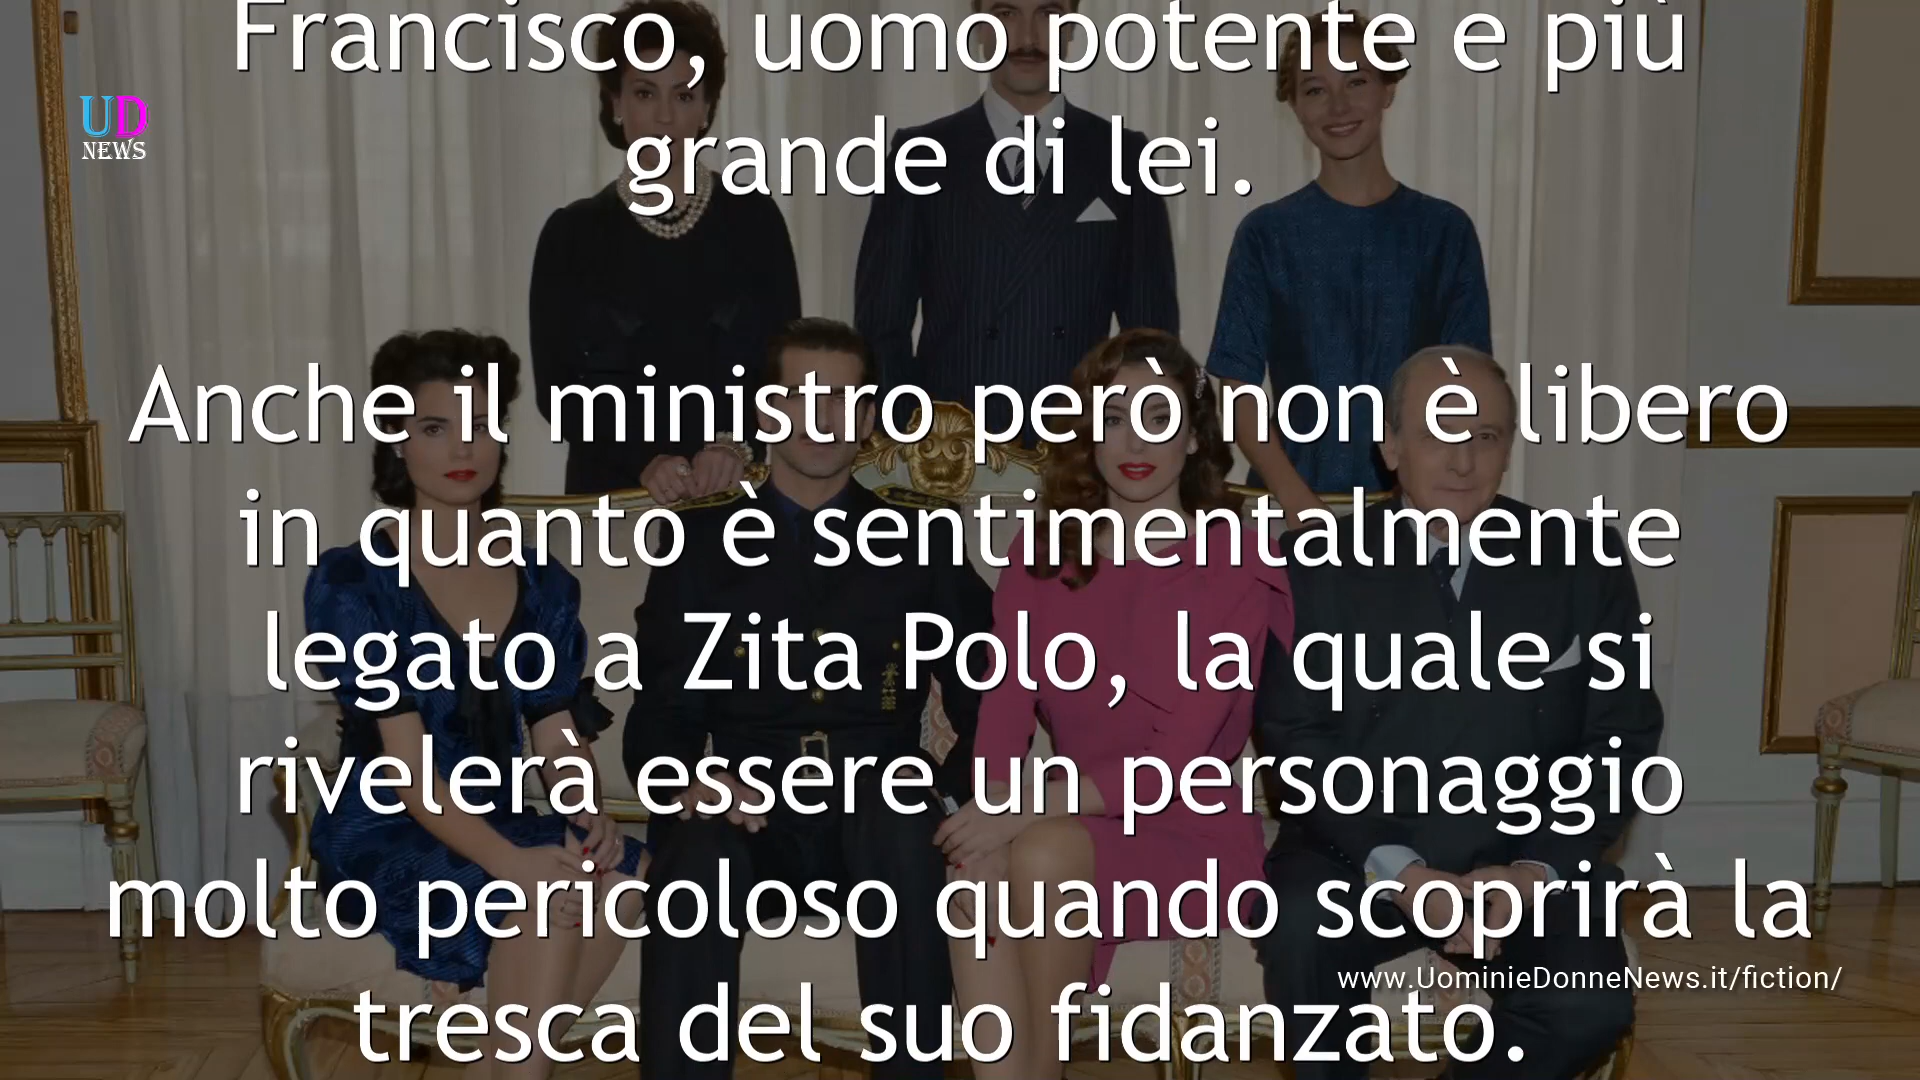 Francisco, uomo potente e più
UD
NEWS
grande di lei.
Anche il ministro però non è libero
in quanto è sentimentalmente
legato a Zita Polo, la quale si
rivelerà essere un personaggio
molto pericoloso quando scoprirà la
www.UominieDonneNews.it/fiction/
tresca del suo fidanzato.